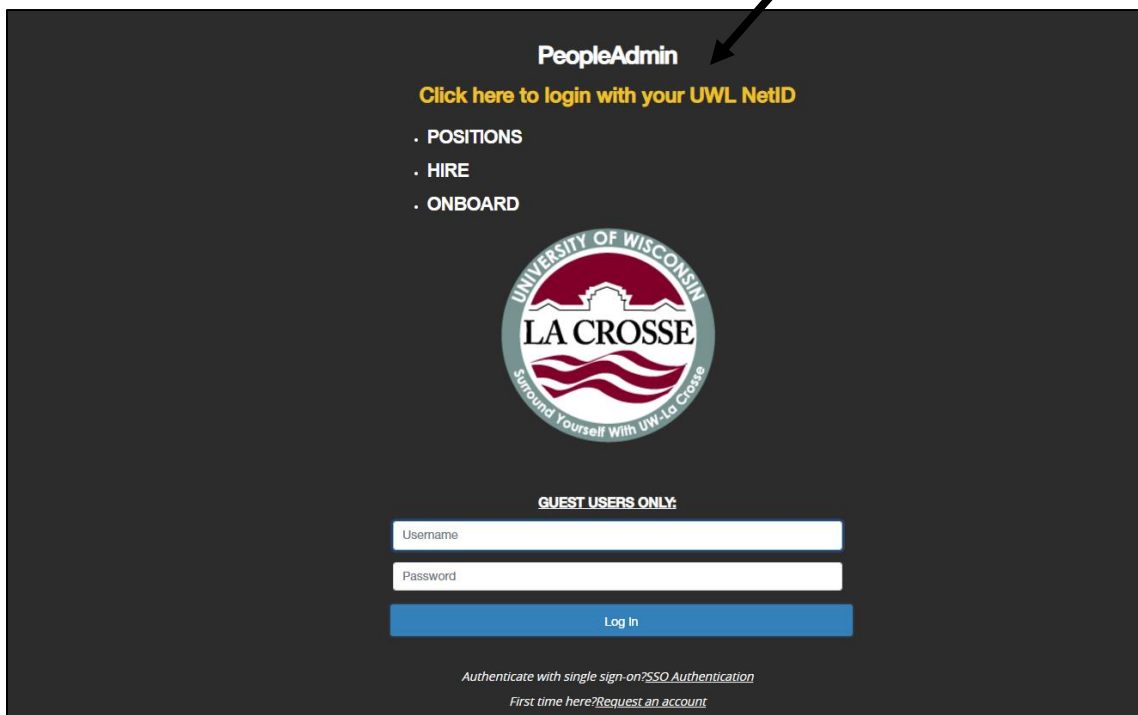 PeopleAdmin
Click here to login with your UWL NetID
• POSITIONS
• HIRE
• ONBOARD
UNIVERSITY OF WISCONSIN
LA CROSSE
Surround Yourself With UW-La Crosse
GUEST USERS ONLY:
Username
Password
Log In
Authenticate with single sign-on?SSO Authentication
First time here?Request an account